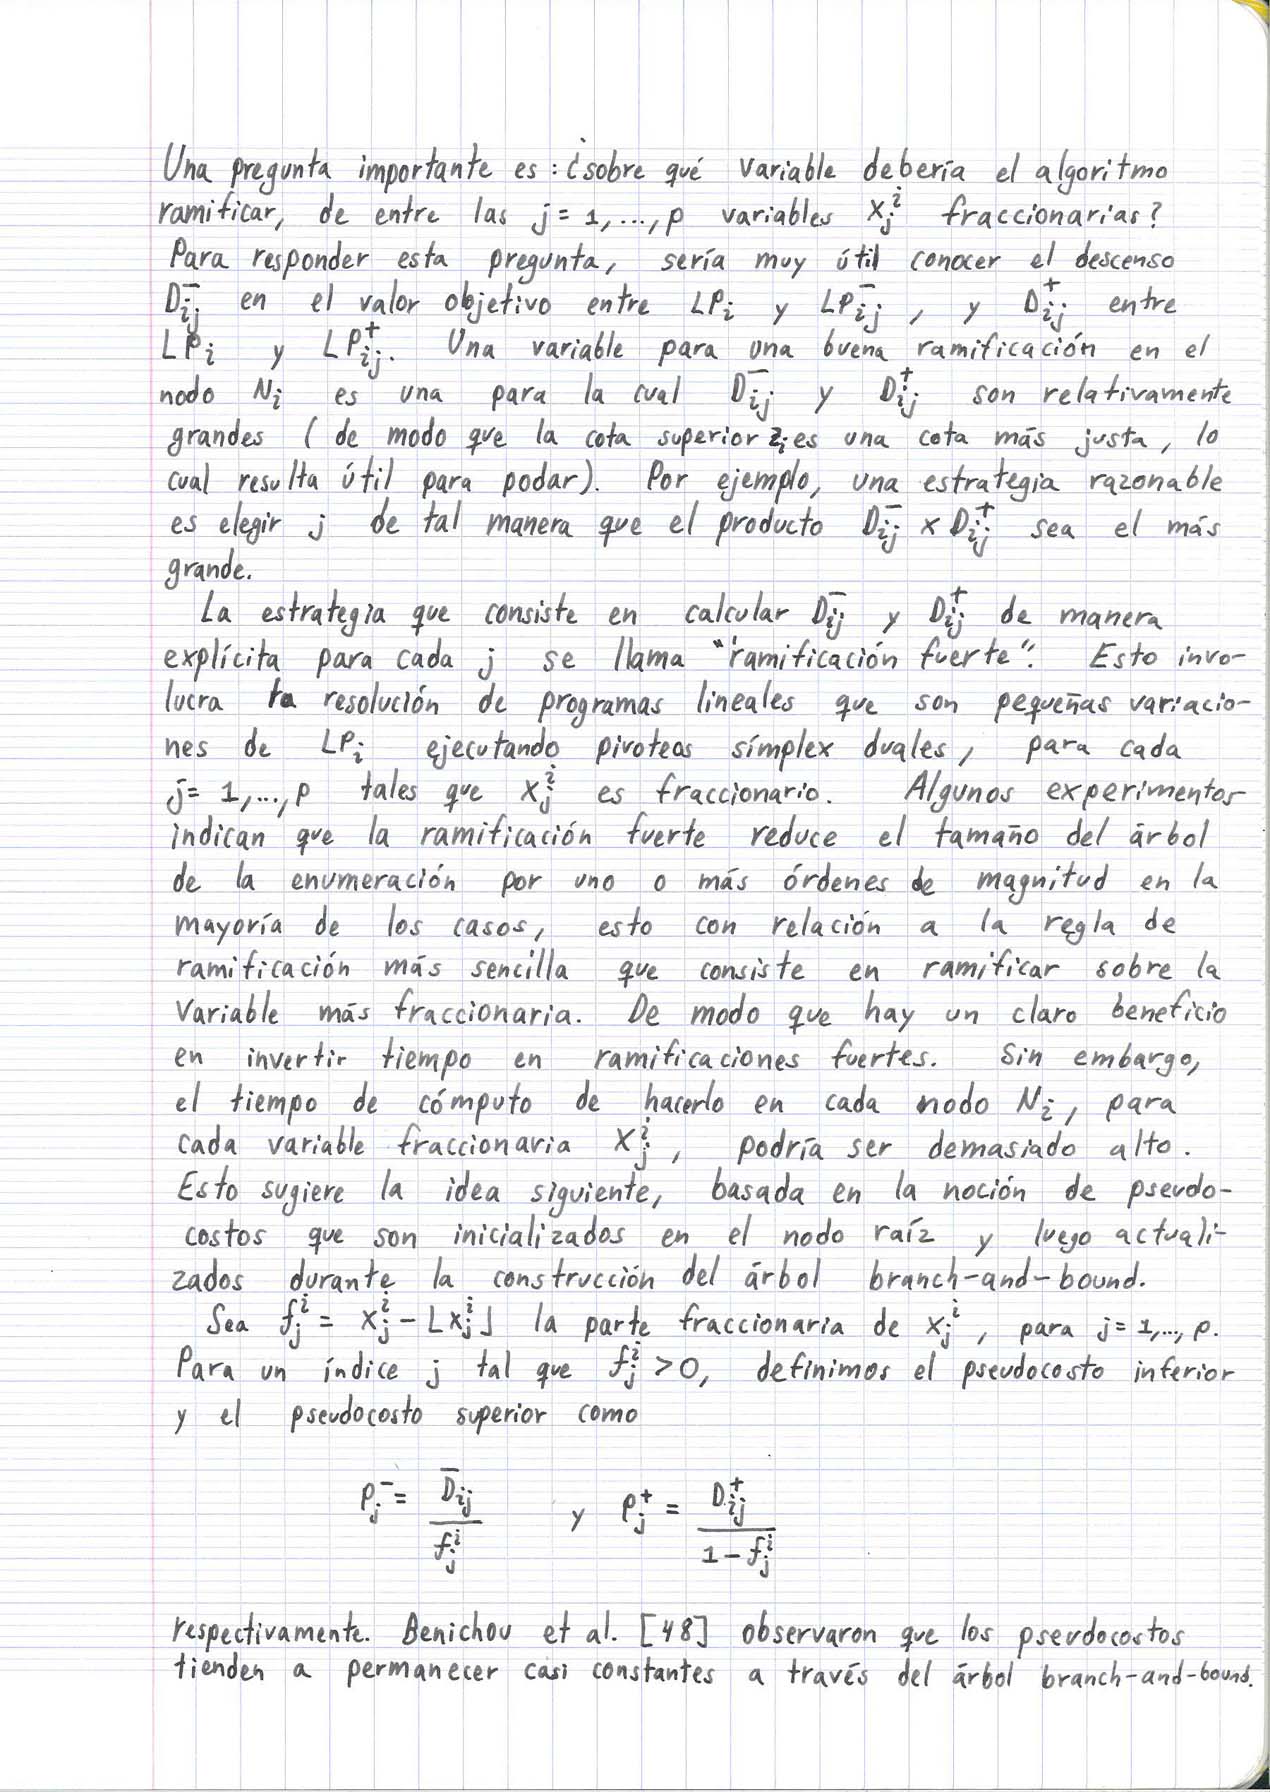 Una pregunta importante es: ¿sobre qué variable debería el algoritmo
ramificar, de entre las j = 1, ..., p variables x_j^i fraccionarias?
Para responder esta pregunta, sería muy útil conocer el descenso
D_{ij}^- en el valor objetivo entre LP_i y LP_{ij}^-, y D_{ij}^+ entre
LP_i y LP_{ij}^+. Una variable para una buena ramificación en el
nodo N_i es una para la cual D_{ij}^- y D_{ij}^+ son relativamente
grandes (de modo que la cota superior z_i es una cota más justa, lo
cual resulta útil para podar). Por ejemplo, una estrategia razonable
es elegir j de tal manera que el producto D_{ij}^- × D_{ij}^+ sea el más
grande.
La estrategia que consiste en calcular D_{ij}^- y D_{ij}^+ de manera
explícita para cada j se llama "ramificación fuerte". Esto invo-
lucra la resolución de programas lineales que son pequeñas variacio-
nes de LP_i ejecutando pivoteos símplex duales, para cada
j = 1, ..., p tales que x_j^i es fraccionario. Algunos experimentos
indican que la ramificación fuerte reduce el tamaño del árbol
de la enumeración por uno o más órdenes de magnitud en la
mayoría de los casos, esto con relación a la regla de
ramificación más sencilla que consiste en ramificar sobre la
variable más fraccionaria. De modo que hay un claro beneficio
en invertir tiempo en ramificaciones fuertes. Sin embargo,
el tiempo de cómputo de hacerlo en cada nodo N_i, para
cada variable fraccionaria x_j^i, podría ser demasiado alto.
Esto sugiere la idea siguiente, basada en la noción de pseudo-
costos que son inicializados en el nodo raíz y luego actuali-
zados durante la construcción del árbol branch-and-bound.
Sea f_j^i = x_j^i - ⌊x_j^i⌋ la parte fraccionaria de x_j^i, para j = 1, ..., p.
Para un índice j tal que f_j^i > 0, definimos el pseudocosto inferior
y el pseudocosto superior como
P_j^- = D_{ij}^- / f_j^i y P_j^+ = D_{ij}^+ / (1 - f_j^i)
respectivamente. Benichou et al. [48] observaron que los pseudocostos
tienden a permanecer casi constantes a través del árbol branch-and-bound.